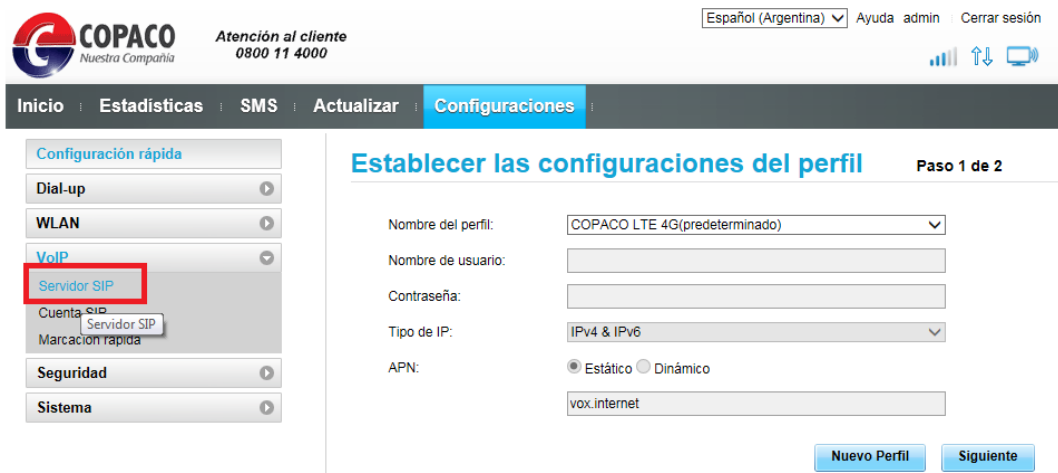 COPACO
Nuestra Compañía
Atención al cliente
0800 11 4000
Español (Argentina) Ayuda admin Cerrar sesión
Inicio Estadísticas SMS Actualizar Configuraciones
Configuración rápida
Dial-up
WLAN
VoIP
Servidor SIP
Cuenta SIP
Servidor SIP
Marcación rápida
Seguridad
Sistema
Establecer las configuraciones del perfil Paso 1 de 2
Nombre del perfil: COPACO LTE 4G(predeterminado)
Nombre de usuario:
Contraseña:
Tipo de IP: IPv4 & IPv6
APN: Estático Dinámico
vox.internet
Nuevo Perfil Siguiente